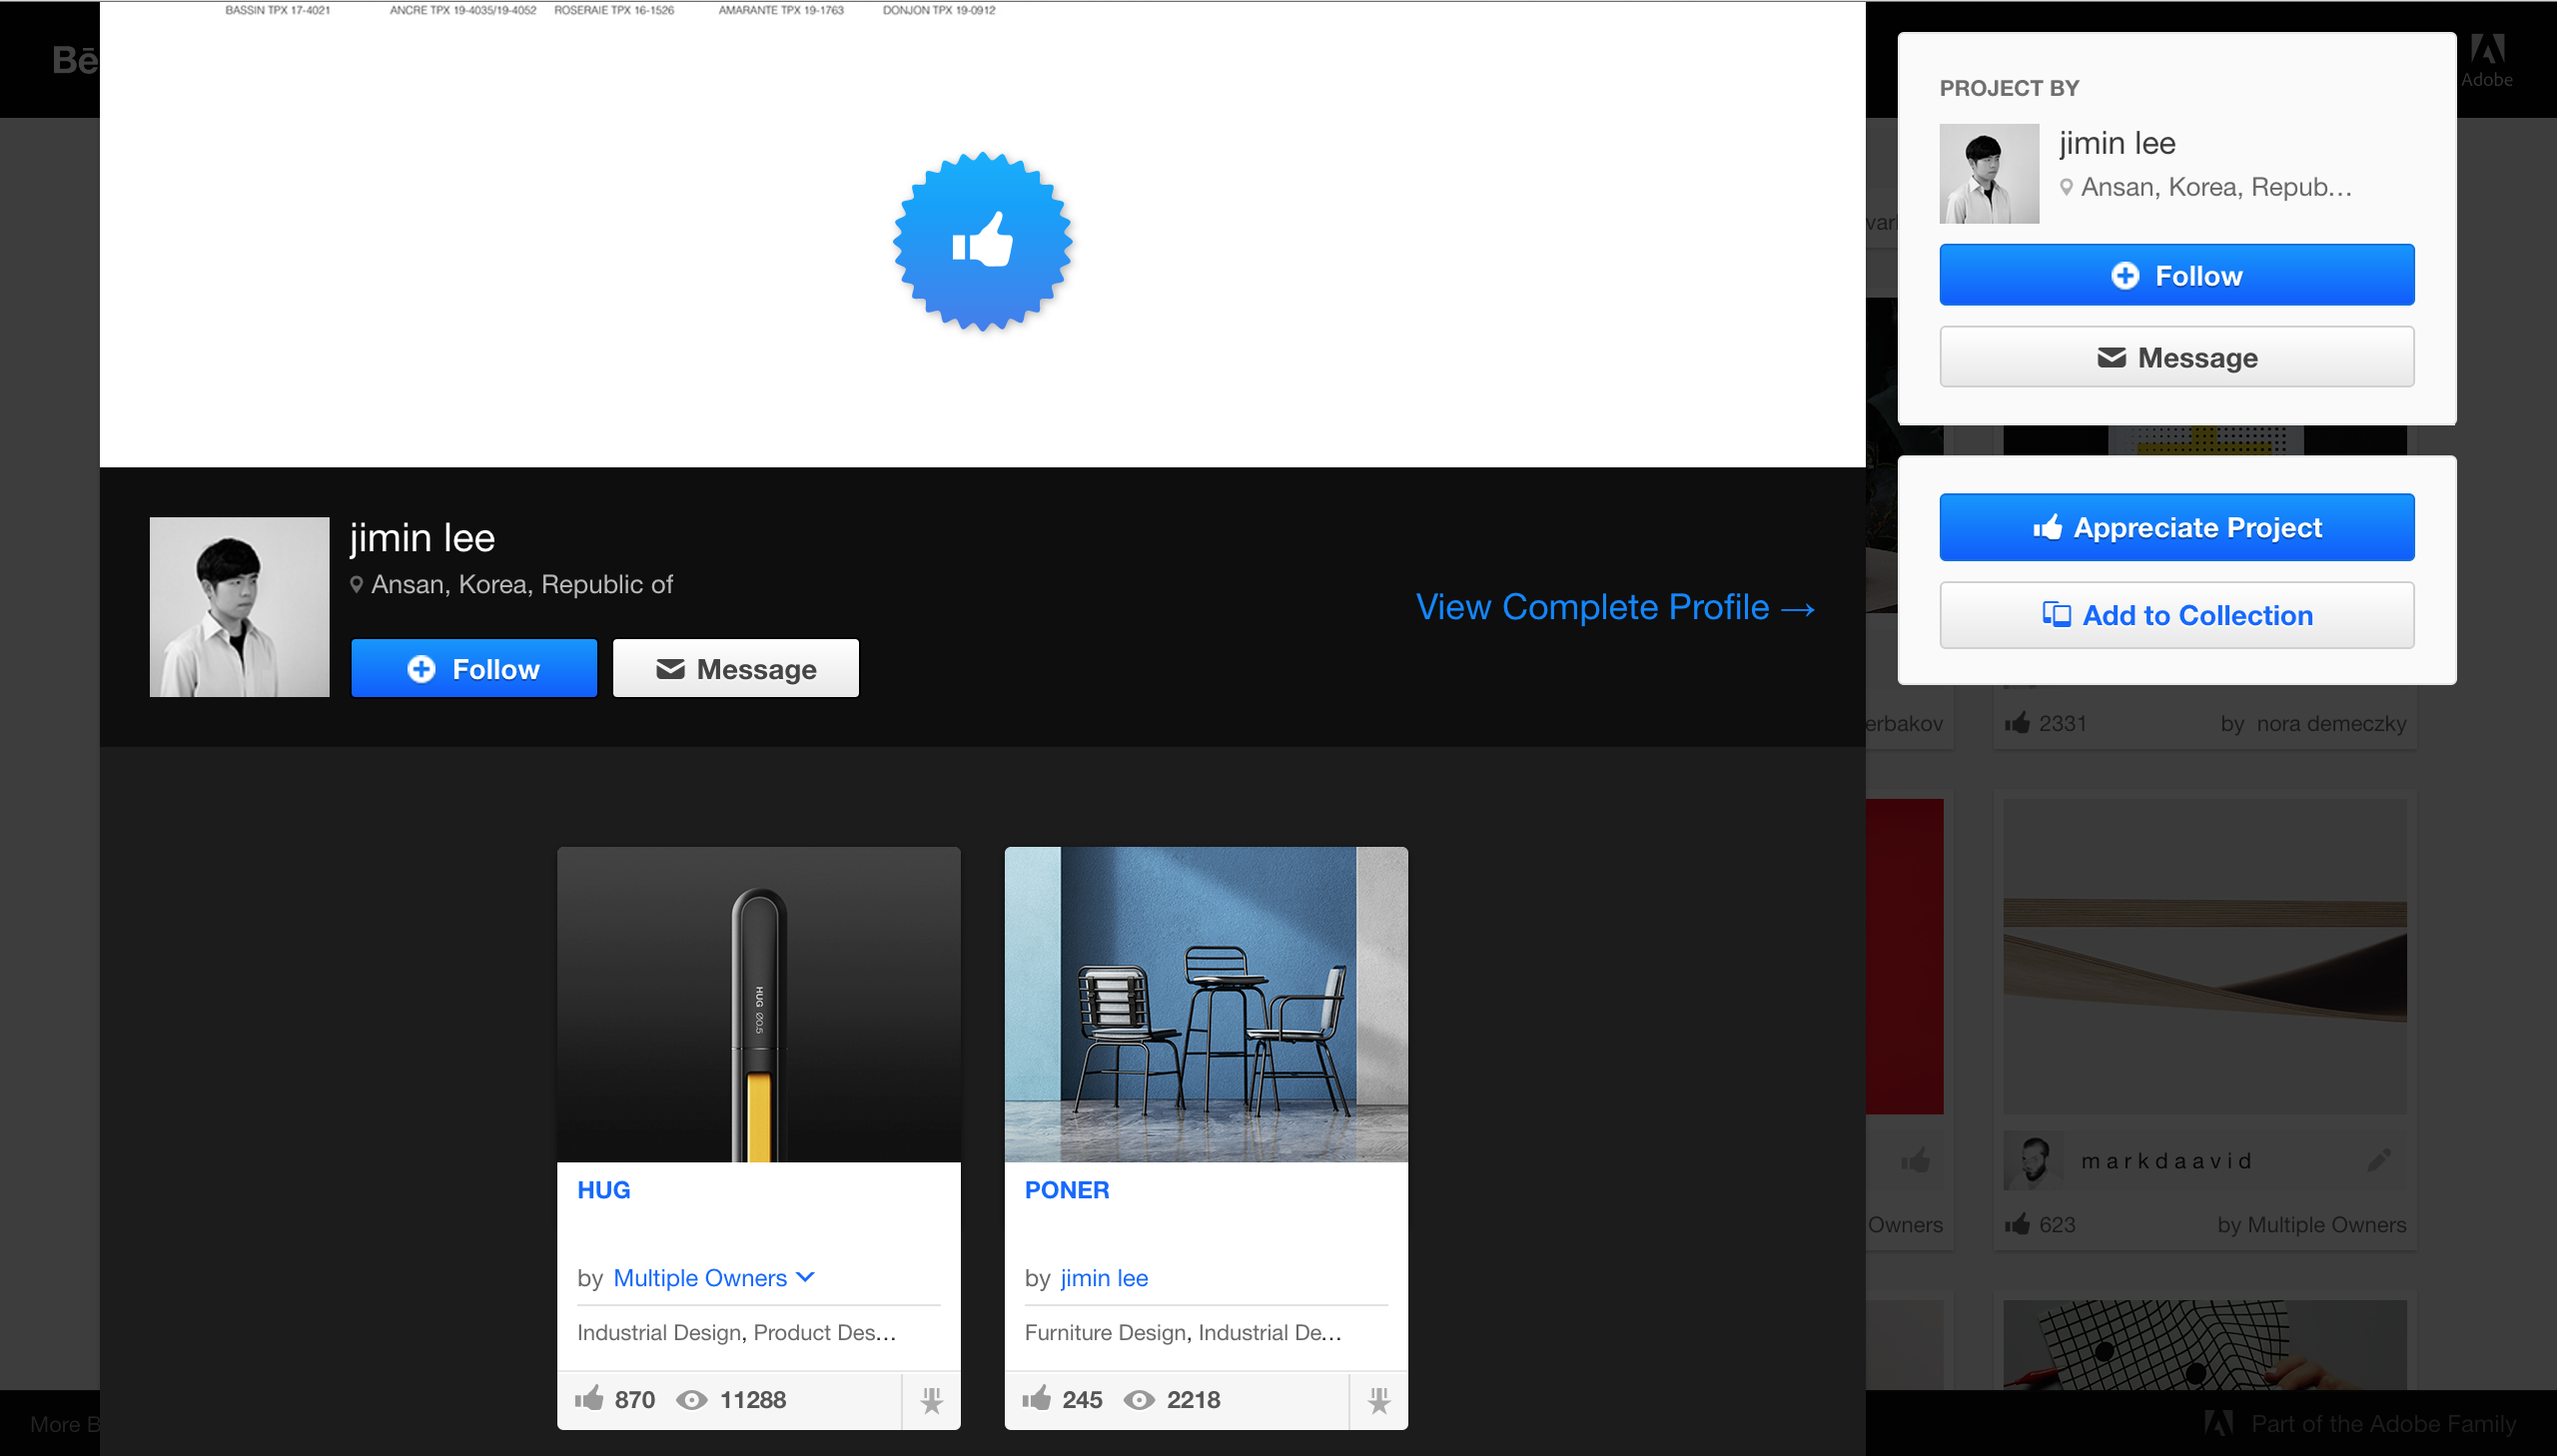 BASSIN TPX 17-4021 ANCRE TPX 19-4035/19-4052 ROSERAIE TPX 16-1526 AMARANTE TPX 19-1763 DONJON TPX 19-0912
Bē
Adobe
PROJECT BY
jimin lee
Ansan, Korea, Repub...
Follow
Message
Appreciate Project
Add to Collection
jimin lee
Ansan, Korea, Republic of
Follow
Message
View Complete Profile →
erbakov
2331 by nora demeczky
HUG Ø0.5
HUG
by Multiple Owners
Industrial Design, Product Des...
870 11288
PONER
by jimin lee
Furniture Design, Industrial De...
245 2218
markdaavid
Owners
623 by Multiple Owners
More B
Part of the Adobe Family